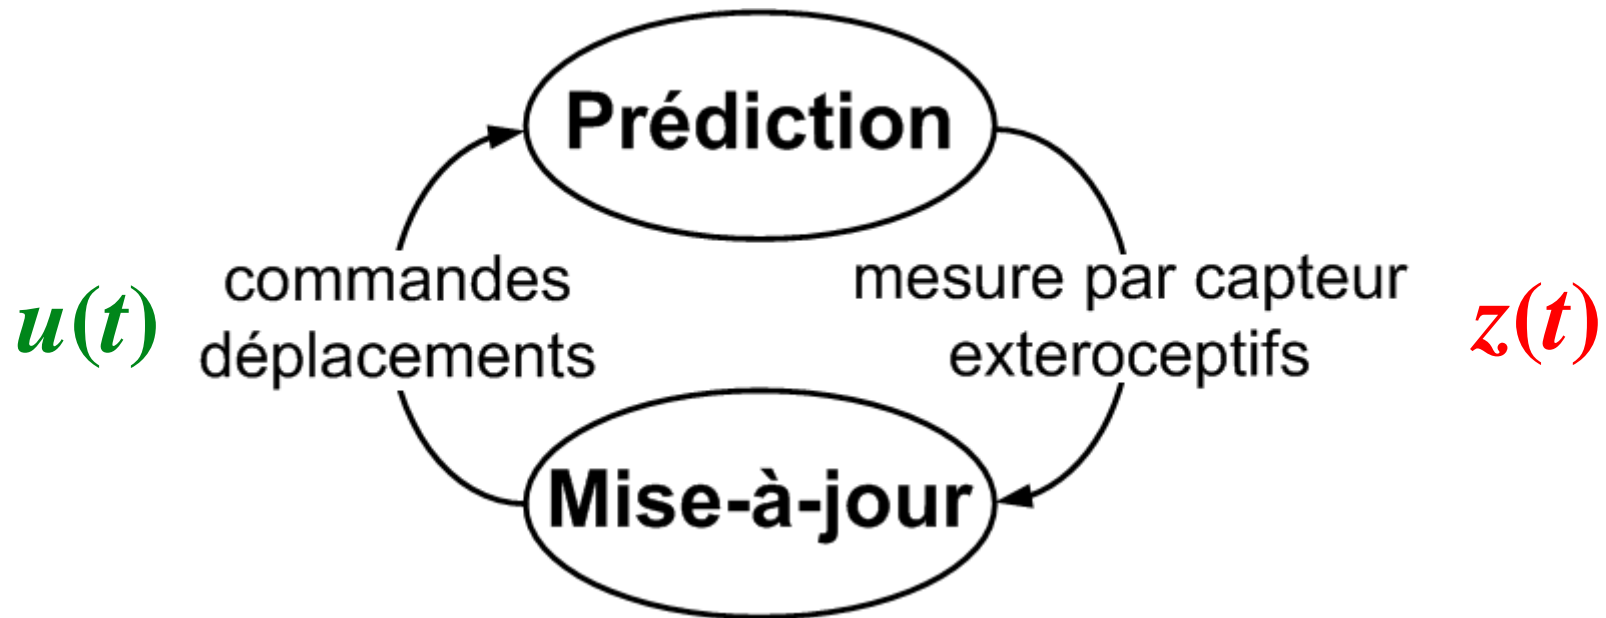 Prédiction
commandes
déplacements
u(t)
mesure par capteur
exteroceptifs
z(t)
Mise-à-jour